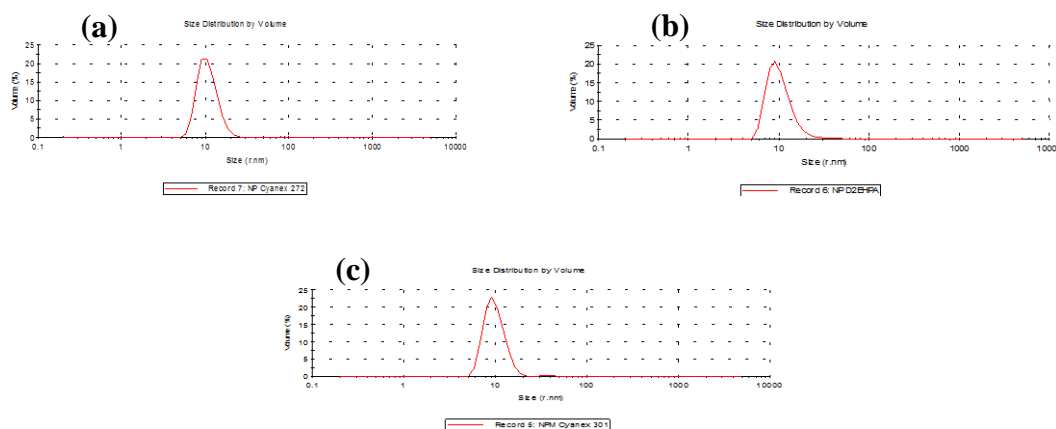 (a)
Size Distribution by Volume
Volume (%)
25
20
15
10
5
0
0.1 1 10 100 1000 10000
Size (r.nm)
Record 7: NP Cyanex 272
(b)
Size Distribution by Volume
Volume (%)
25
20
15
10
5
0
0.1 1 10 100 1000 1000
Size (r.nm)
Record 6: NP D2EHPA
(c)
Size Distribution by Volume
Volume (%)
25
20
15
10
5
0
0.1 1 10 100 1000 10000
Size (r.nm)
Record 5: NPM Cyanex 301